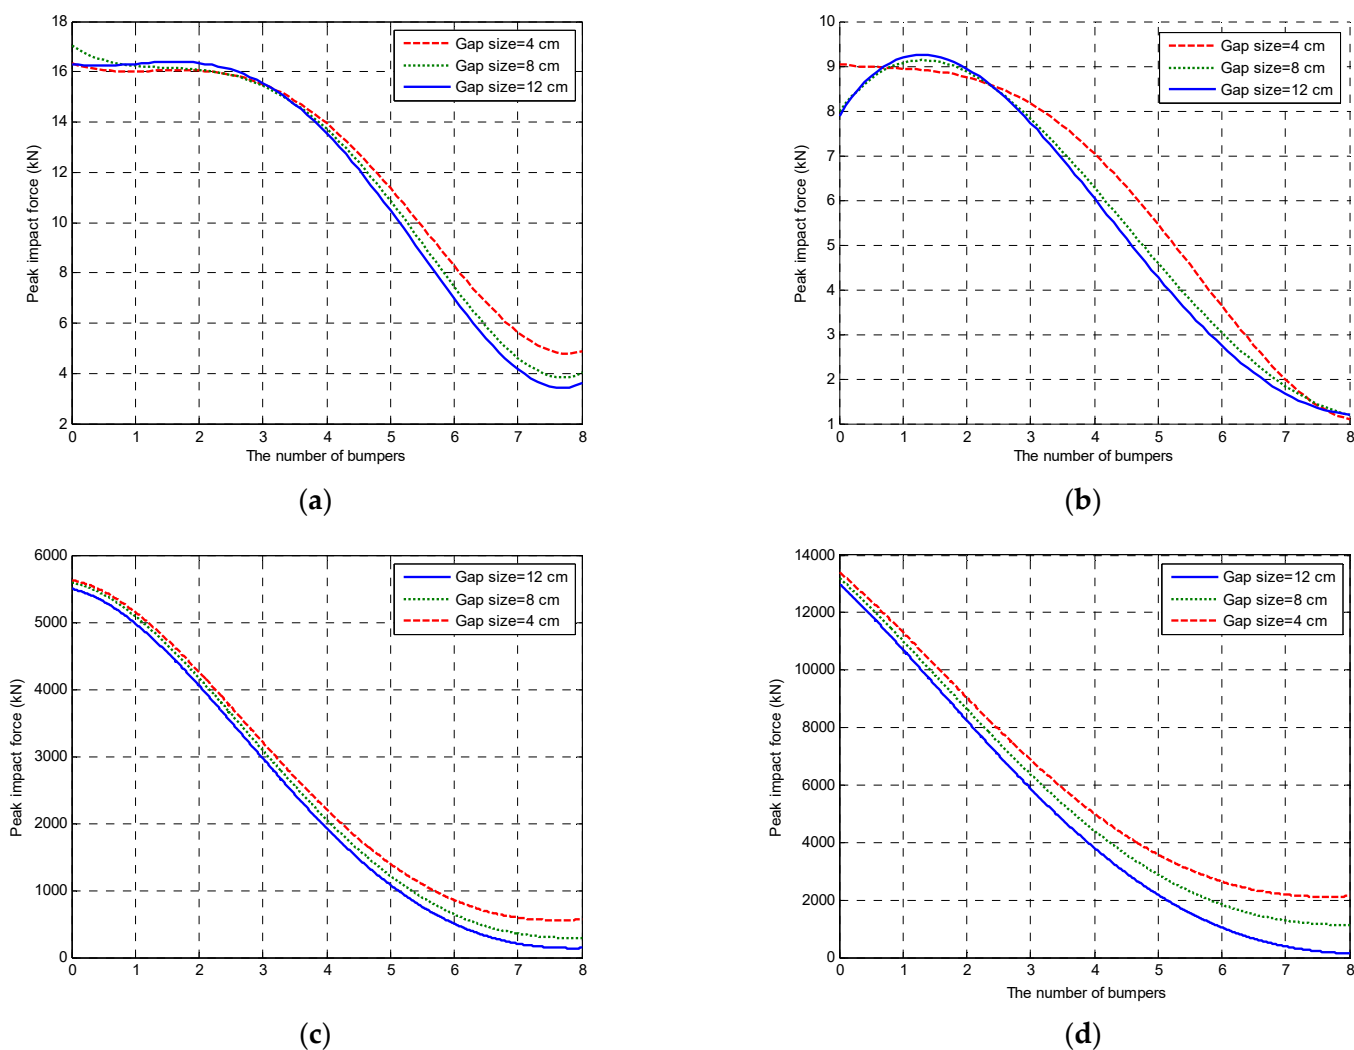 18
16
14
12
10
8
6
4
2
Peak impact force (kN)
Gap size=4 cm
Gap size=8 cm
Gap size=12 cm
0 1 2 3 4 5 6 7 8
The number of bumpers
(a)
10
9
8
7
6
5
4
3
2
1
Peak impact force (kN)
Gap size=4 cm
Gap size=8 cm
Gap size=12 cm
0 1 2 3 4 5 6 7 8
The number of bumpers
(b)
6000
5000
4000
3000
2000
1000
0
Peak impact force (kN)
Gap size=12 cm
Gap size=8 cm
Gap size=4 cm
0 1 2 3 4 5 6 7 8
(c)
14000
12000
10000
8000
6000
4000
2000
0
Peak impact force (kN)
Gap size=12 cm
Gap size=8 cm
Gap size=4 cm
0 1 2 3 4 5 6 7 8
The number of bumpers
(d)